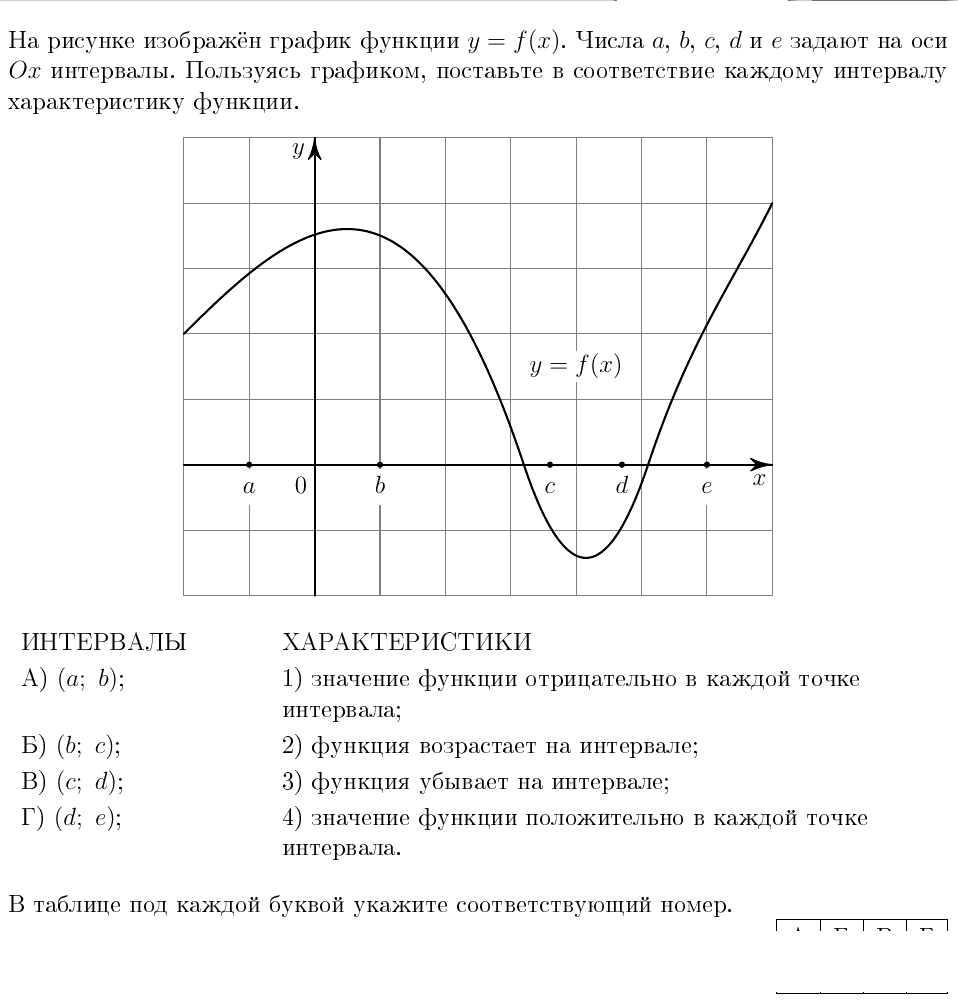 На рисунке изображён график функции y = f(x). Числа a, b, c, d и e задают на оси
Ox интервалы. Пользуясь графиком, поставьте в соответствие каждому интервалу
характеристику функции.
y
y = f(x)
a 0 b c d e x
ИНТЕРВАЛЫ ХАРАКТЕРИСТИКИ
А) (a; b); 1) значение функции отрицательно в каждой точке
интервала;
Б) (b; c); 2) функция возрастает на интервале;
В) (c; d); 3) функция убывает на интервале;
Г) (d; e); 4) значение функции положительно в каждой точке
интервала.
В таблице под каждой буквой укажите соответствующий номер.